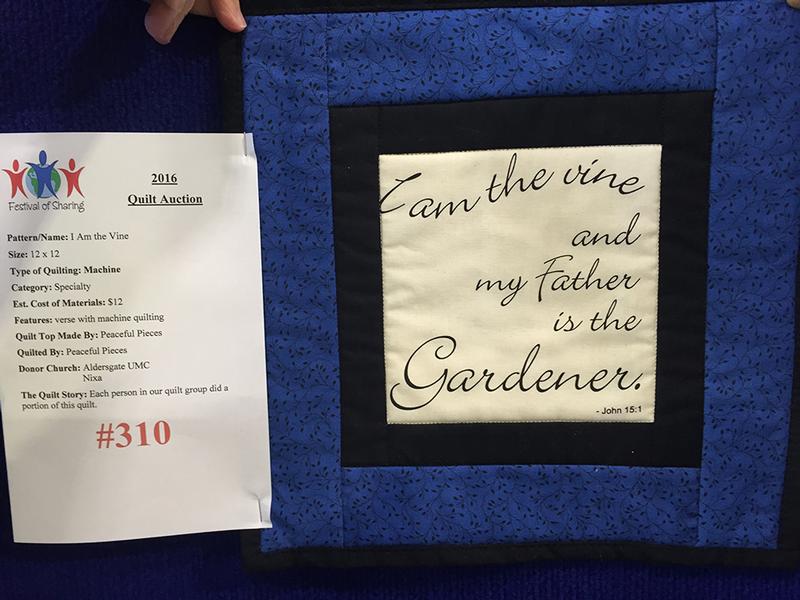 Festival of Sharing
2016
Quilt Auction
Pattern/Name: I Am the Vine
Size: 12 x 12
Type of Quilting: Machine
Category: Specialty
Est. Cost of Materials: $12
Features: verse with machine quilting
Quilt Top Made By: Peaceful Pieces
Quilted By: Peaceful Pieces
Donor Church: Aldersgate UMC
Nixa
The Quilt Story: Each person in our quilt group did a
portion of this quilt.
#310
I am the vine
and
my Father
is the
Gardener.
- John 15:1